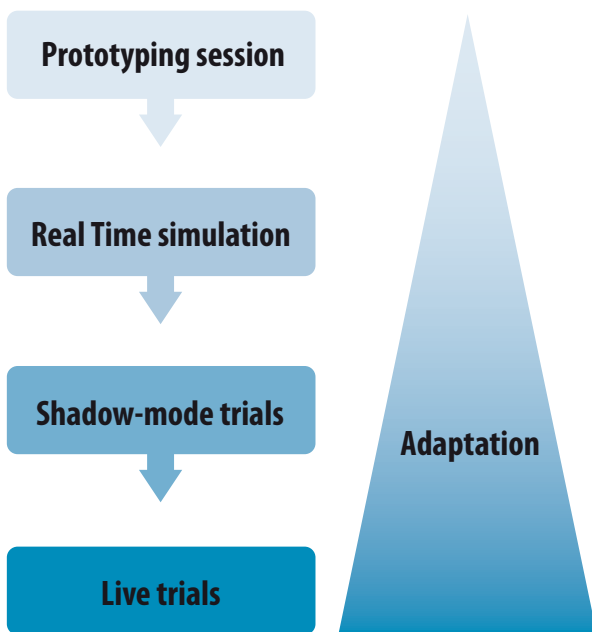 Prototyping session
Real Time simulation
Shadow-mode trials
Adaptation
Live trials